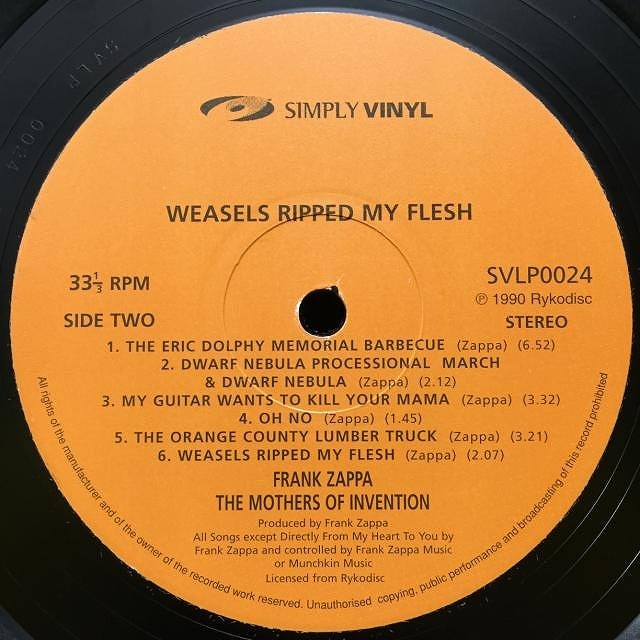 SIMPLY VINYL
WEASELS RIPPED MY FLESH
33⅓ RPM
SVLP0024
℗ 1990 Rykodisc
SIDE TWO
STEREO
1. THE ERIC DOLPHY MEMORIAL BARBECUE (Zappa) (6.52)
2. DWARF NEBULA PROCESSIONAL MARCH
& DWARF NEBULA (Zappa) (2.12)
3. MY GUITAR WANTS TO KILL YOUR MAMA (Zappa) (3.32)
4. OH NO (Zappa) (1.45)
5. THE ORANGE COUNTY LUMBER TRUCK (Zappa) (3.21)
6. WEASELS RIPPED MY FLESH (Zappa) (2.07)
FRANK ZAPPA
THE MOTHERS OF INVENTION
Produced by Frank Zappa
All Songs except Directly From My Heart To You by
Frank Zappa and controlled by Frank Zappa Music
or Munchkin Music
Licensed from Rykodisc
All rights of the manufacturer and of the owner of the recorded work reserved. Unauthorised copying, public performance and broadcasting of this record prohibited
SVLP 0024